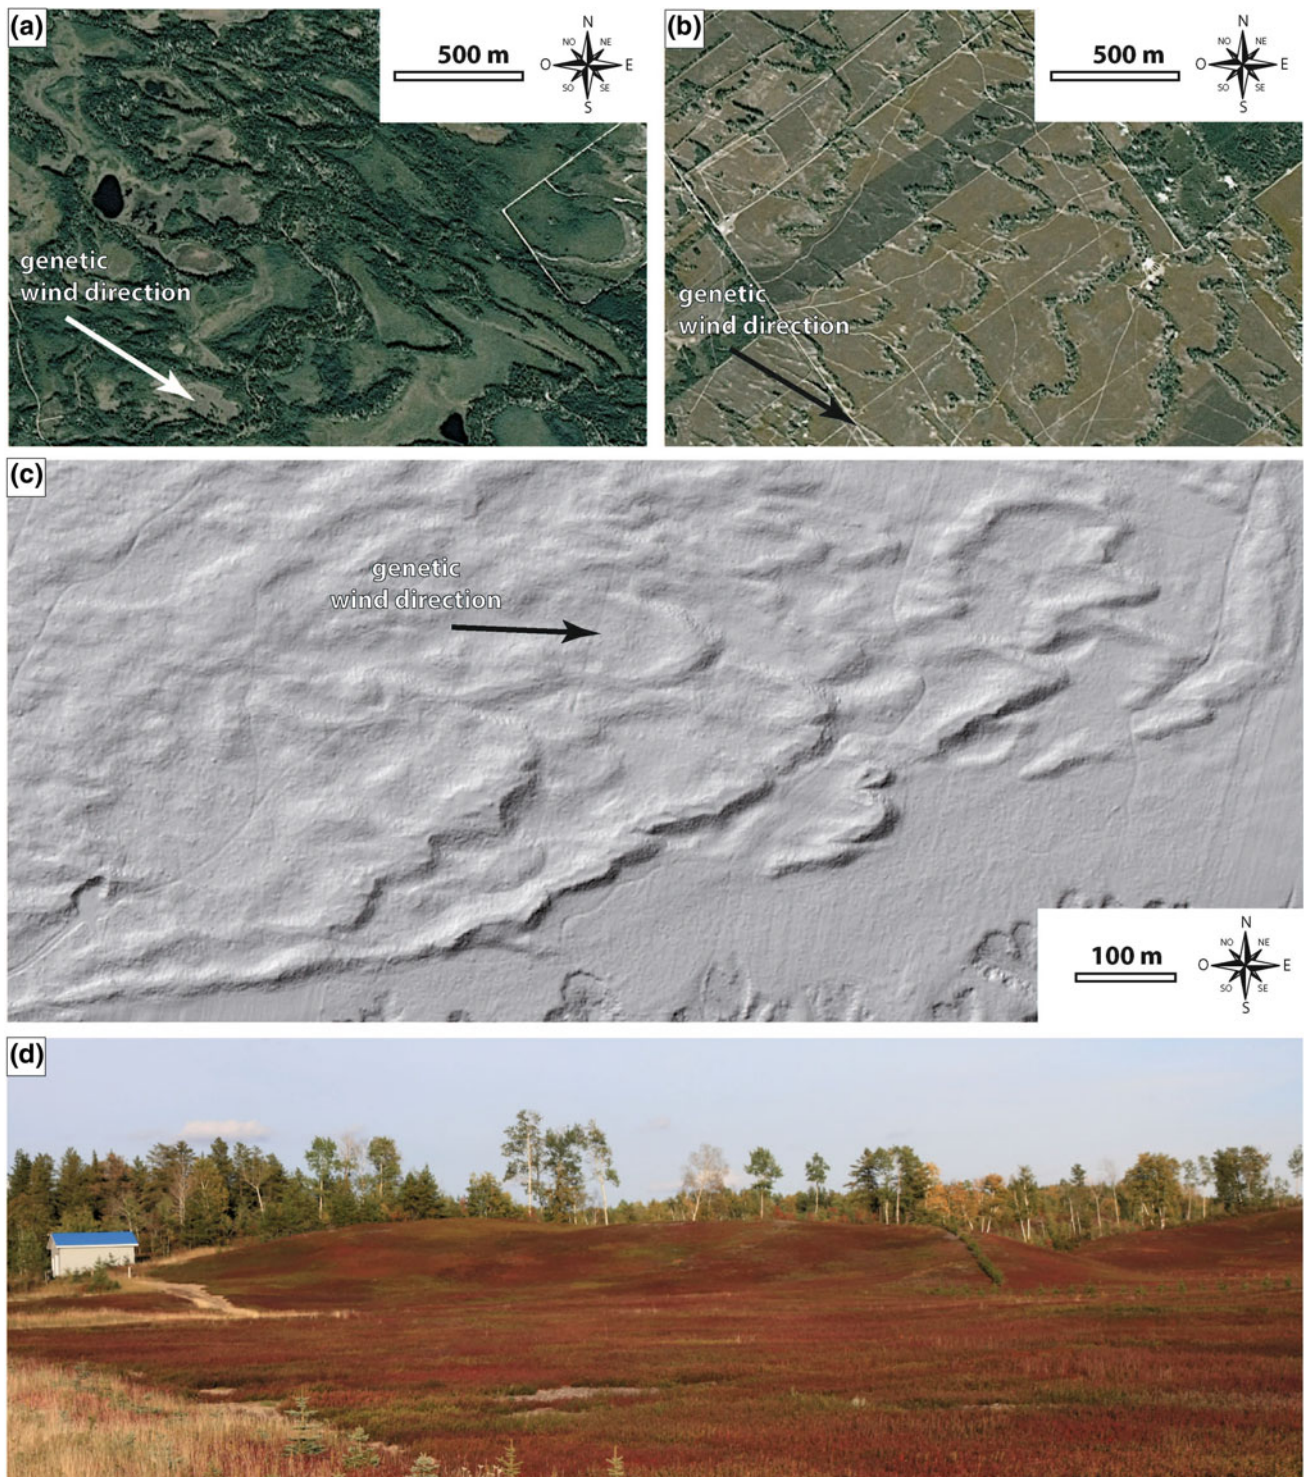 (a)
500 m
N
NO NE
O E
SO SE
S
genetic
wind direction
(b)
500 m
N
NO NE
O E
SO SE
S
genetic
wind direction
(c)
genetic
wind direction
100 m
N
NO NE
O E
SO SE
S
(d)